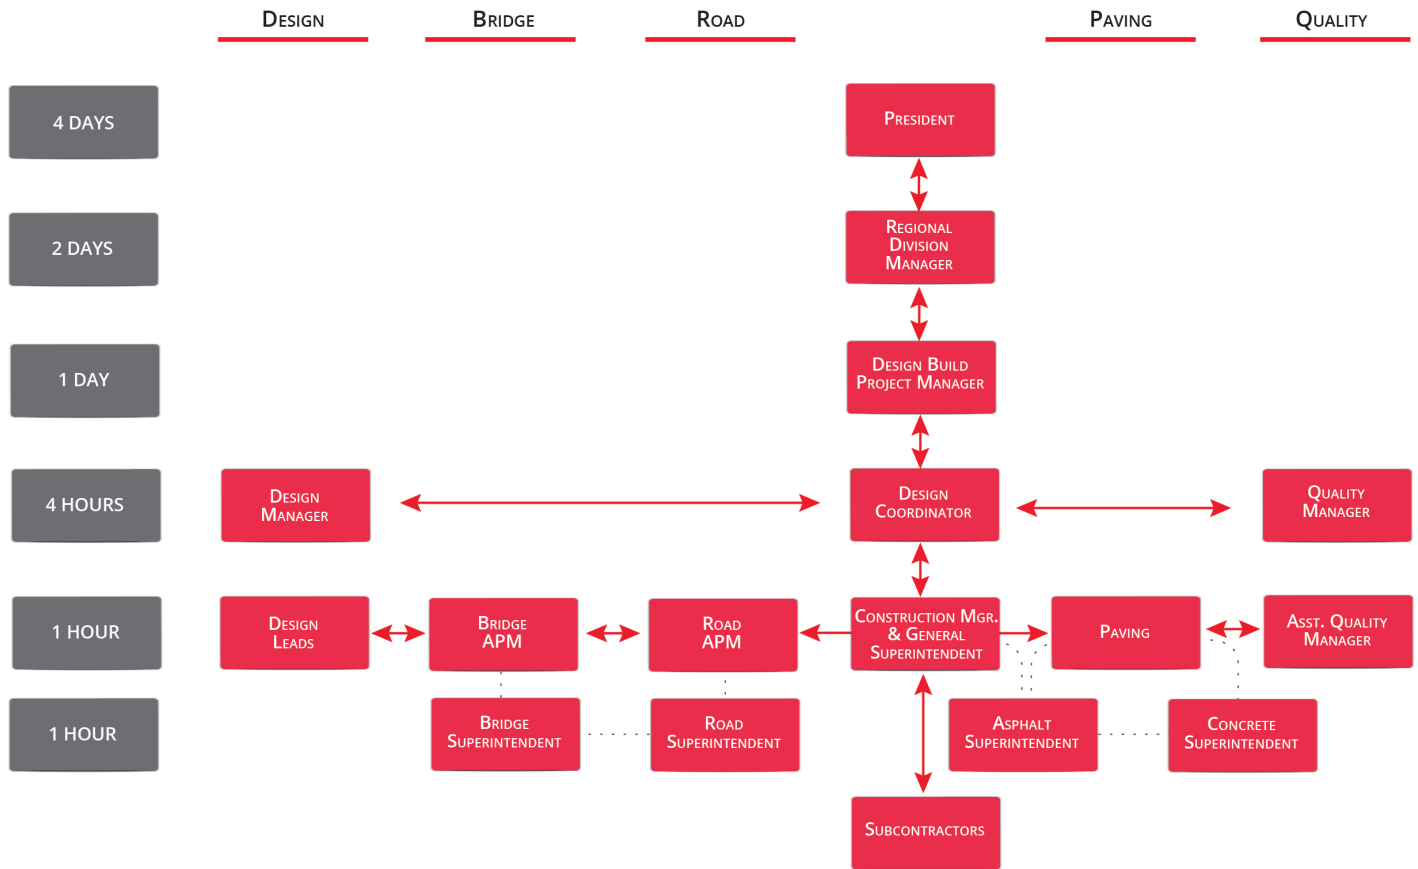 DESIGN
BRIDGE
ROAD
PAVING
QUALITY
4 DAYS
PRESIDENT
2 DAYS
REGIONAL
DIVISION
MANAGER
1 DAY
DESIGN BUILD
PROJECT MANAGER
4 HOURS
DESIGN
MANAGER
DESIGN
COORDINATOR
QUALITY
MANAGER
1 HOUR
DESIGN
LEADS
BRIDGE
APM
ROAD
APM
CONSTRUCTION MGR.
& GENERAL
SUPERINTENDENT
PAVING
ASST. QUALITY
MANAGER
1 HOUR
BRIDGE
SUPERINTENDENT
ROAD
SUPERINTENDENT
ASPHALT
SUPERINTENDENT
CONCRETE
SUPERINTENDENT
SUBCONTRACTORS